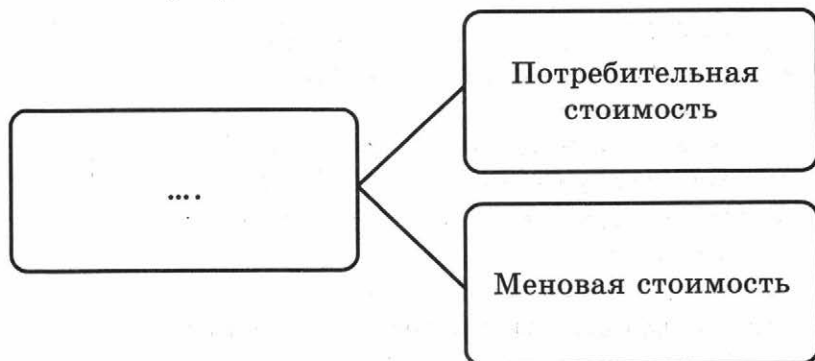 Потребительная
стоимость
....
Меновая стоимость